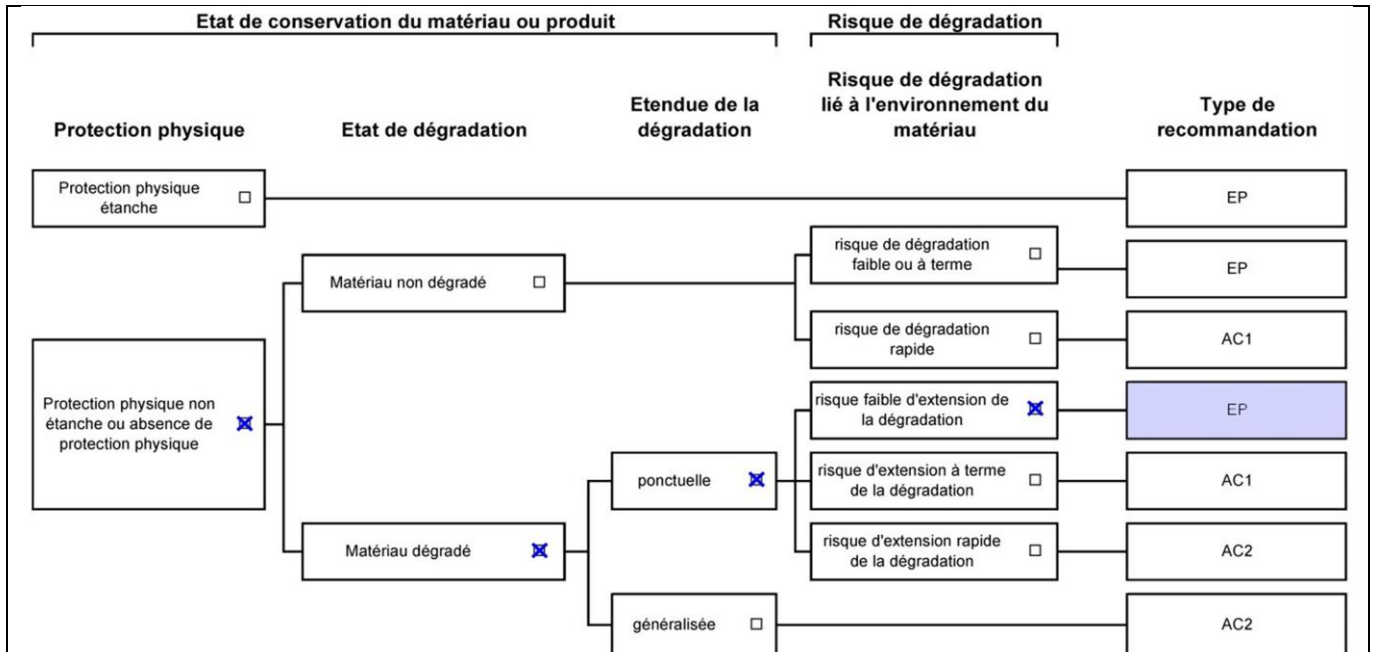 Etat de conservation du matériau ou produit
Risque de dégradation
Protection physique
Etat de dégradation
Etendue de la
dégradation
Risque de dégradation
lié à l'environnement du
matériau
Type de
recommandation
Protection physique
étanche
EP
risque de dégradation
faible ou à terme
EP
Matériau non dégradé
risque de dégradation
rapide
AC1
Protection physique non
étanche ou absence de
protection physique
risque faible d'extension de
la dégradation
EP
ponctuelle
risque d'extension à terme
de la dégradation
AC1
Matériau dégradé
risque d'extension rapide
de la dégradation
AC2
généralisée
AC2